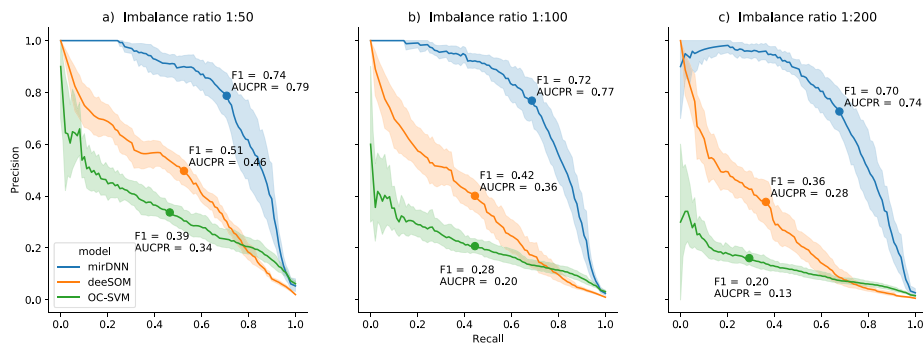 a) Imbalance ratio 1:50
b) Imbalance ratio 1:100
c) Imbalance ratio 1:200
Precision
1.0
0.8
0.6
0.4
0.2
0.0
F1 = 0.74
AUCPR = 0.79
F1 = 0.51
AUCPR = 0.46
F1 = 0.39
AUCPR = 0.34
model
mirDNN
deeSOM
OC-SVM
0.0 0.2 0.4 0.6 0.8 1.0
F1 = 0.72
AUCPR = 0.77
F1 = 0.42
AUCPR = 0.36
F1 = 0.28
AUCPR = 0.20
0.0 0.2 0.4 0.6 0.8 1.0
Recall
F1 = 0.70
AUCPR = 0.74
F1 = 0.36
AUCPR = 0.28
F1 = 0.20
AUCPR = 0.13
0.0 0.2 0.4 0.6 0.8 1.0